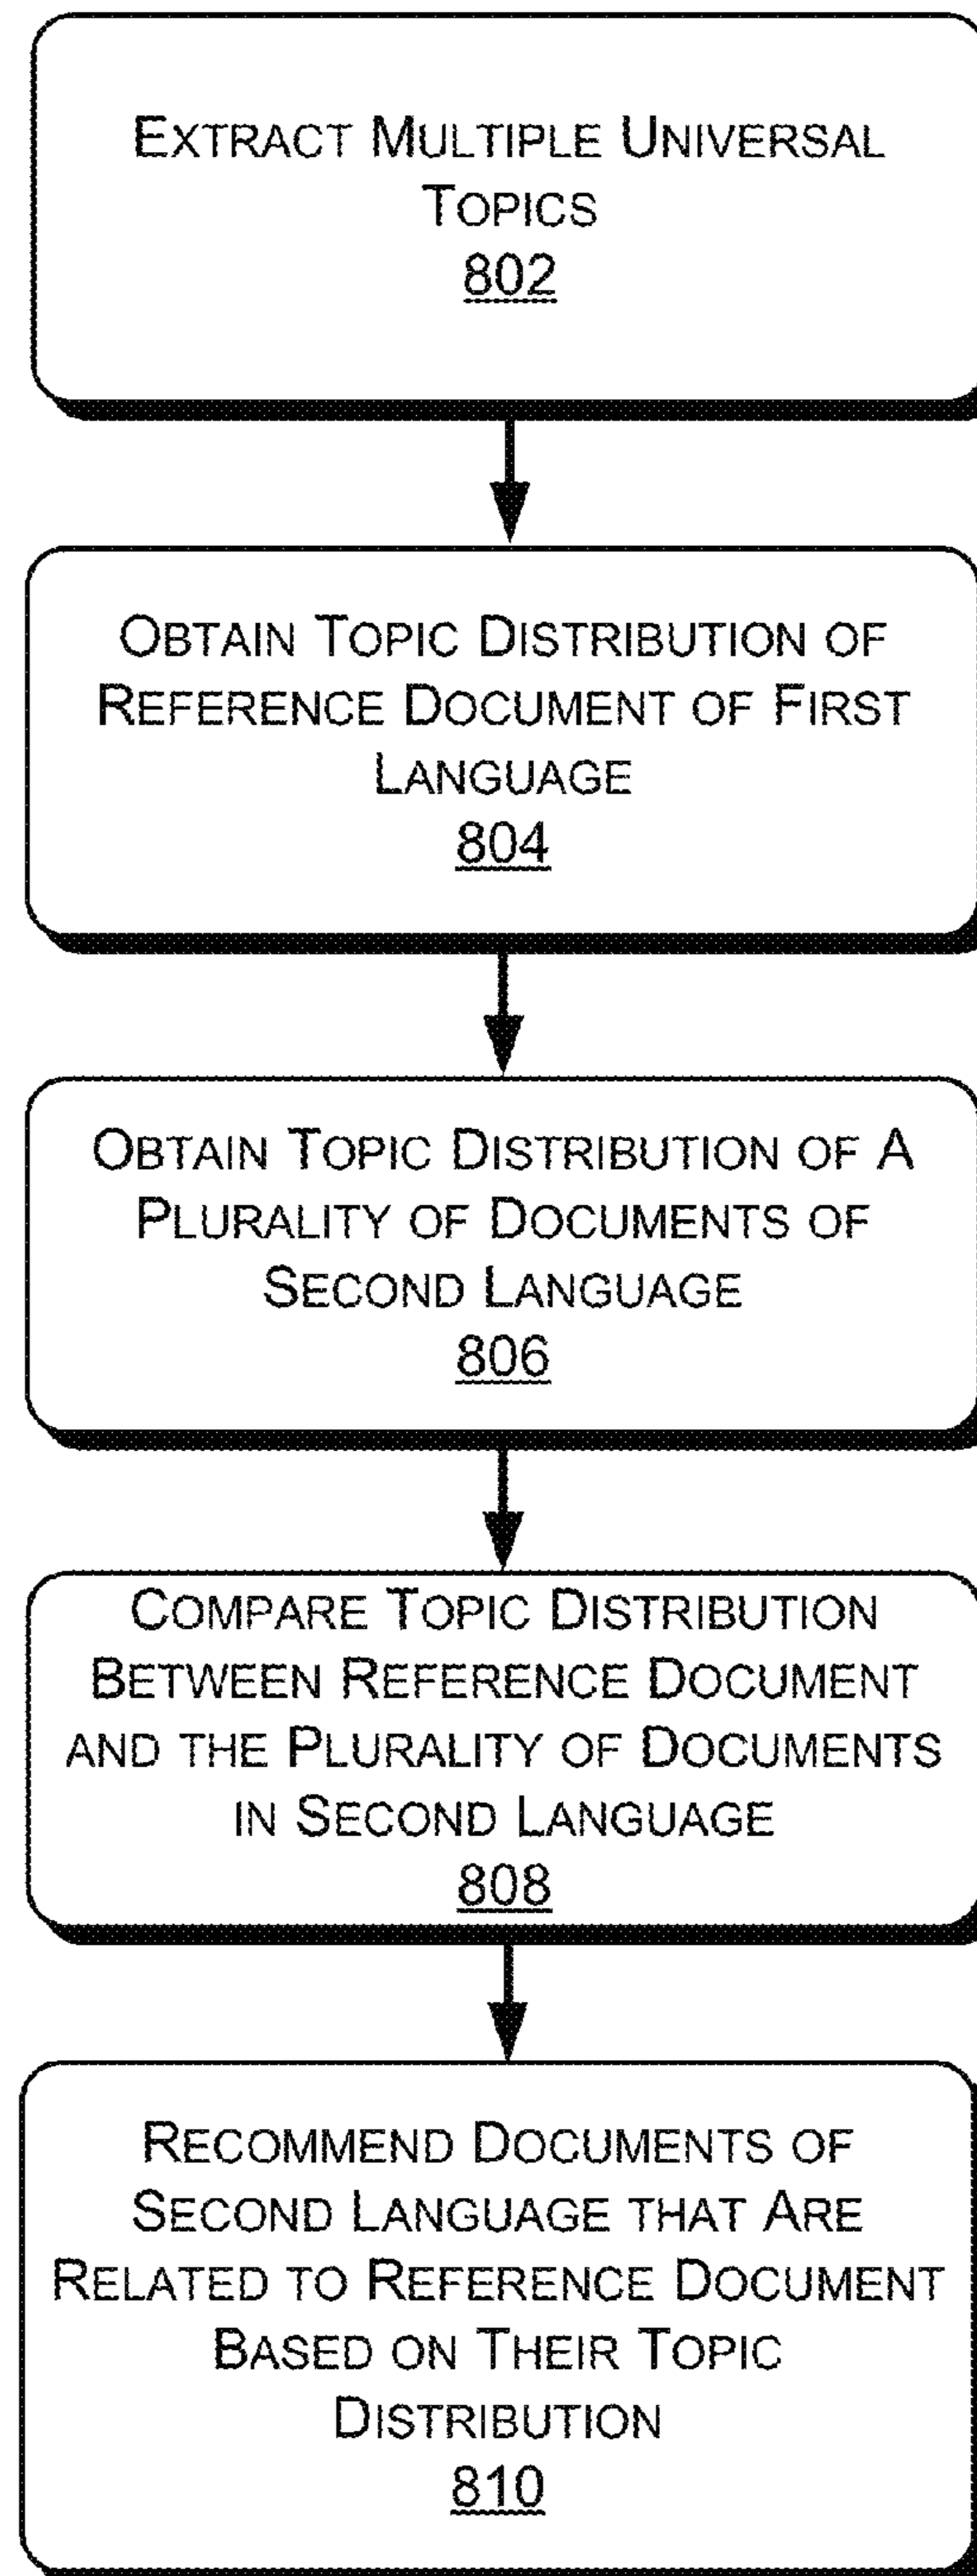 EXTRACT MULTIPLE UNIVERSAL
TOPICS
802
OBTAIN TOPIC DISTRIBUTION OF
REFERENCE DOCUMENT OF FIRST
LANGUAGE
804
OBTAIN TOPIC DISTRIBUTION OF A
PLURALITY OF DOCUMENTS OF
SECOND LANGUAGE
806
COMPARE TOPIC DISTRIBUTION
BETWEEN REFERENCE DOCUMENT
AND THE PLURALITY OF DOCUMENTS
IN SECOND LANGUAGE
808
RECOMMEND DOCUMENTS OF
SECOND LANGUAGE THAT ARE
RELATED TO REFERENCE DOCUMENT
BASED ON THEIR TOPIC
DISTRIBUTION
810